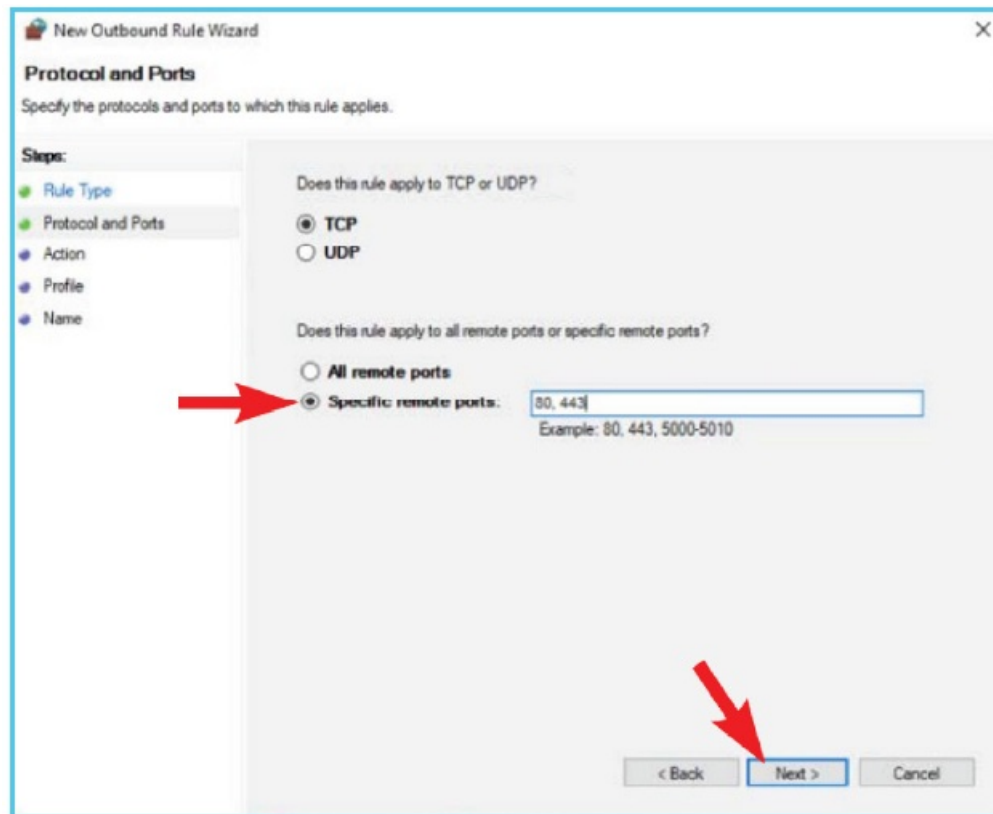 New Outbound Rule Wizard
Protocol and Ports
Specify the protocols and ports to which this rule applies.
Steps:
Rule Type
Protocol and Ports
Action
Profile
Name
Does this rule apply to TCP or UDP?
TCP
UDP
Does this rule apply to all remote ports or specific remote ports?
All remote ports
Specific remote ports: 80, 443
Example: 80, 443, 5000-5010
< Back Next > Cancel